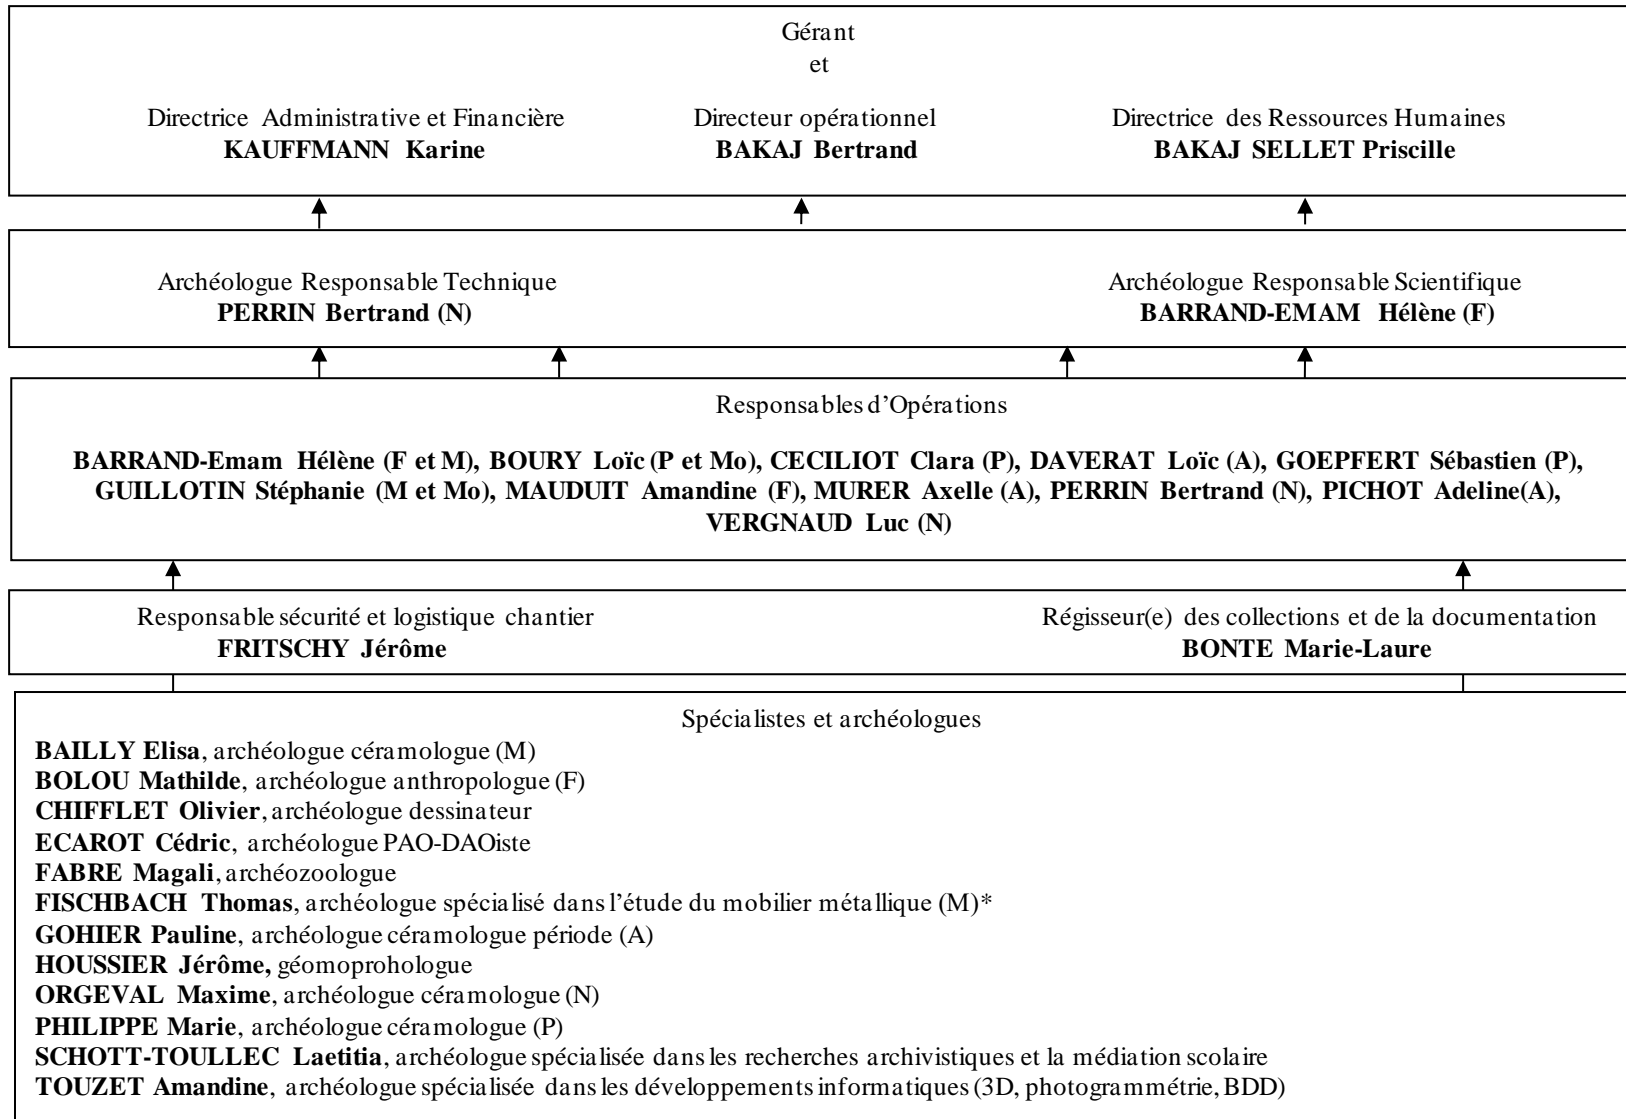 Gérant
et
Directrice Administrative et Financière
KAUFFMANN Karine
Directeur opérationnel
BAKAJ Bertrand
Directrice des Ressources Humaines
BAKAJ SELLET Priscille
Archéologue Responsable Technique
PERRIN Bertrand (N)
Archéologue Responsable Scientifique
BARRAND-EMAM Hélène (F)
Responsables d’Opérations
BARRAND-Emam Hélène (F et M), BOURY Loïc (P et Mo), CECILIOT Clara (P), DAVERAT Loïc (A), GOEPFERT Sébastien (P),
GUILLOTIN Stéphanie (M et Mo), MAUDUIT Amandine (F), MURER Axelle (A), PERRIN Bertrand (N), PICHOT Adeline(A),
VERGNAUD Luc (N)
Responsable sécurité et logistique chantier
FRITSCHY Jérôme
Régisseur(e) des collections et de la documentation
BONTE Marie-Laure
Spécialistes et archéologues
BAILLY Elisa, archéologue céramologue (M)
BOLOU Mathilde, archéologue anthropologue (F)
CHIFFLET Olivier, archéologue dessinateur
ECAROT Cédric, archéologue PAO-DAOiste
FABRE Magali, archéozoologue
FISCHBACH Thomas, archéologue spécialisé dans l’étude du mobilier métallique (M)*
GOHIER Pauline, archéologue céramologue période (A)
HOUSSIER Jérôme, géomoprohologue
ORGEVAL Maxime, archéologue céramologue (N)
PHILIPPE Marie, archéologue céramologue (P)
SCHOTT-TOULLEC Laetitia, archéologue spécialisée dans les recherches archivistiques et la médiation scolaire
TOUZET Amandine, archéologue spécialisée dans les développements informatiques (3D, photogrammétrie, BDD)